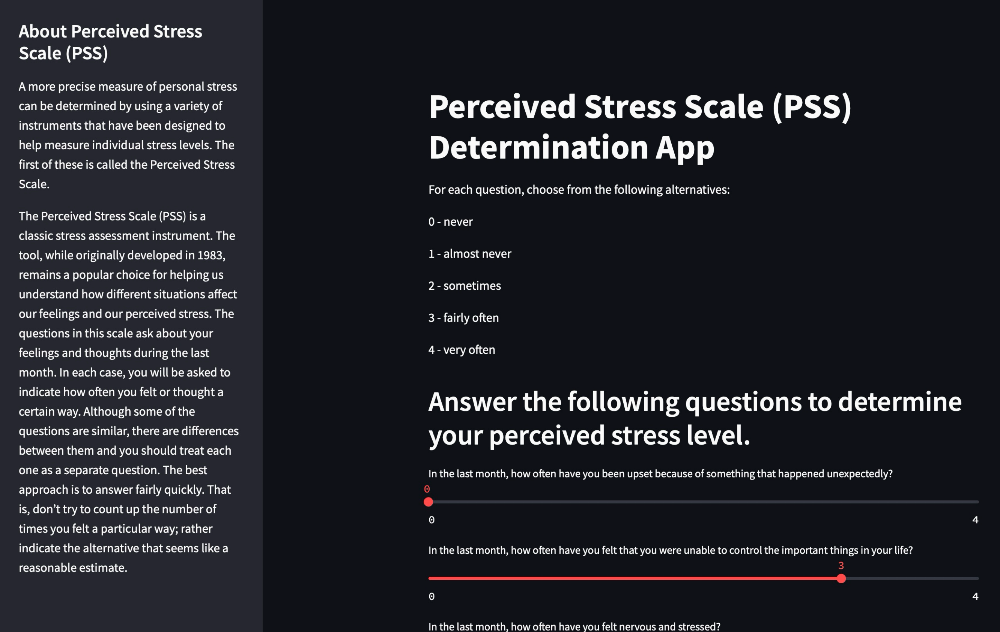 About Perceived Stress
Scale (PSS)
A more precise measure of personal stress
can be determined by using a variety of
instruments that have been designed to
help measure individual stress levels. The
first of these is called the Perceived Stress
Scale.
The Perceived Stress Scale (PSS) is a
classic stress assessment instrument. The
tool, while originally developed in 1983,
remains a popular choice for helping us
understand how different situations affect
our feelings and our perceived stress. The
questions in this scale ask about your
feelings and thoughts during the last
month. In each case, you will be asked to
indicate how often you felt or thought a
certain way. Although some of the
questions are similar, there are differences
between them and you should treat each
one as a separate question. The best
approach is to answer fairly quickly. That
is, don’t try to count up the number of
times you felt a particular way; rather
indicate the alternative that seems like a
reasonable estimate.
Perceived Stress Scale (PSS)
Determination App
For each question, choose from the following alternatives:
0 - never
1 - almost never
2 - sometimes
3 - fairly often
4 - very often
Answer the following questions to determine
your perceived stress level.
In the last month, how often have you been upset because of something that happened unexpectedly?
0
0 4
In the last month, how often have you felt that you were unable to control the important things in your life?
3
0 4
In the last month, how often have you felt nervous and stressed?